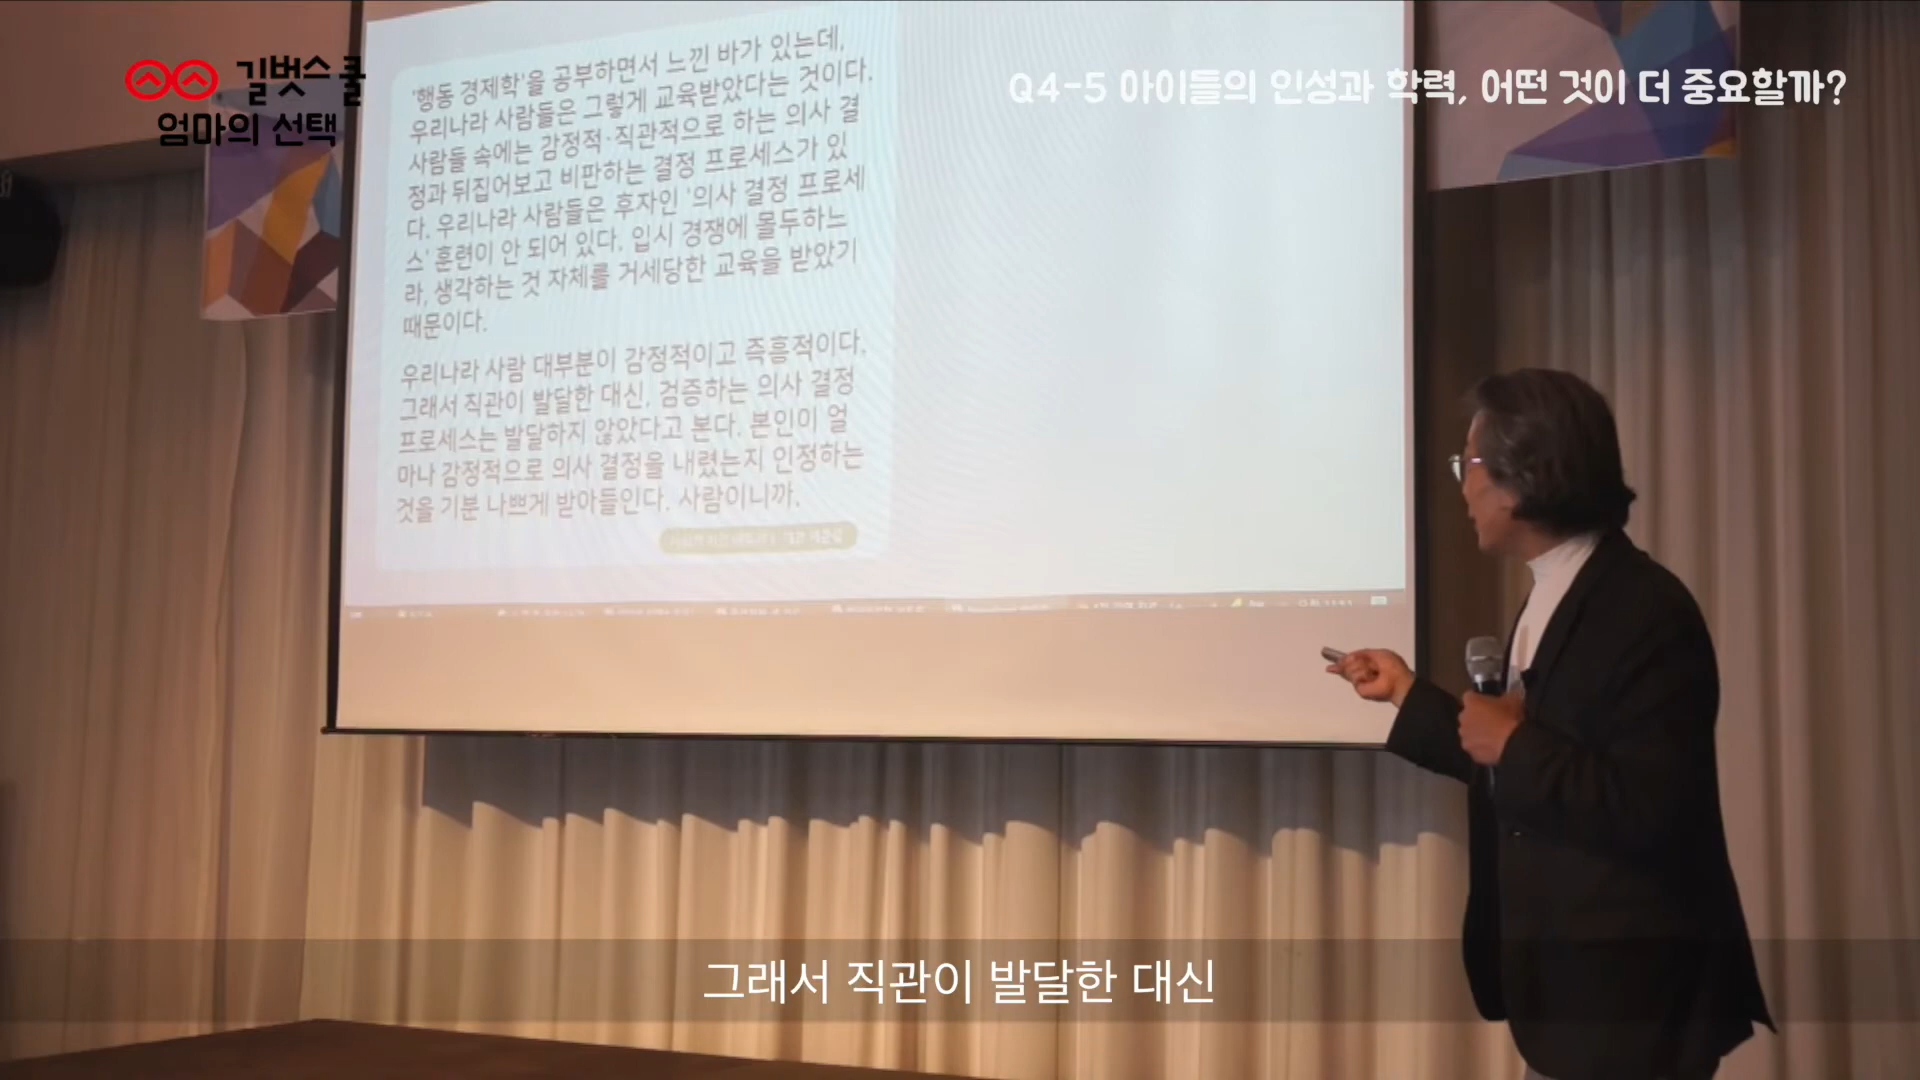 길벗스쿨
엄마의 선택
Q4-5 아이들의 인성과 학력, 어떤 것이 더 중요할까?
'행동 경제학'을 공부하면서 느낀 바가 있는데,
우리나라 사람들은 그렇게 교육받았다는 것이다.
사람들 속에는 감정적·직관적으로 하는 의사 결
정과 뒤집어보고 비판하는 결정 프로세스가 있
다. 우리나라 사람들은 후자인 '의사 결정 프로세
스' 훈련이 안 되어 있다. 입시 경쟁에 몰두하느
라, 생각하는 것 자체를 거세당한 교육을 받았기
때문이다.
우리나라 사람 대부분이 감정적이고 즉흥적이다.
그래서 직관이 발달한 대신, 검증하는 의사 결정
프로세스는 발달하지 않았다고 본다. 본인이 얼
마나 감정적으로 의사 결정을 내렸는지 인정하는
것을 기분 나쁘게 받아들인다. 사람이니까.
그래서 직관이 발달한 대신